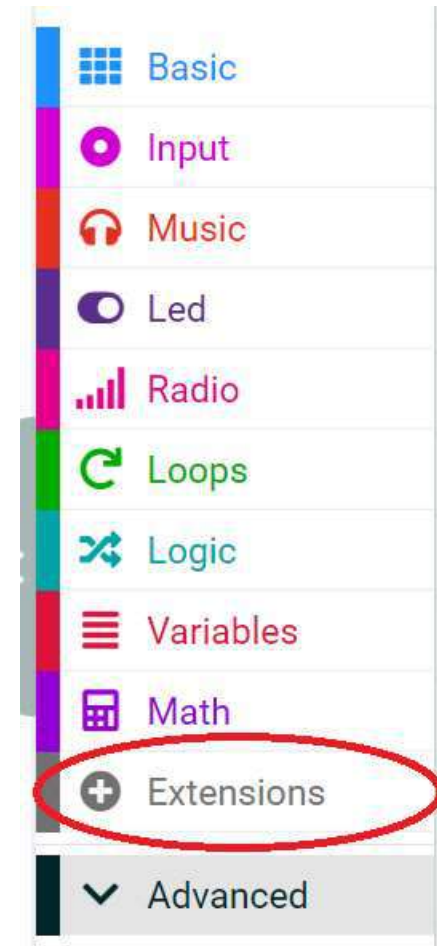 Basic
Input
Music
Led
Radio
Loops
Logic
Variables
Math
Extensions
Advanced